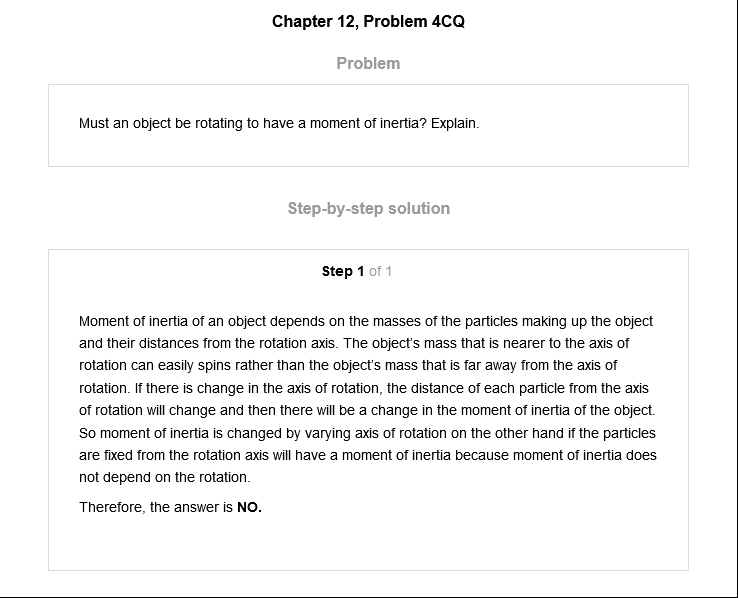 Chapter 12, Problem 4CQ
Problem
Must an object be rotating to have a moment of inertia? Explain.
Step-by-step solution
Step 1 of 1
Moment of inertia of an object depends on the masses of the particles making up the object
and their distances from the rotation axis. The object's mass that is nearer to the axis of
rotation can easily spins rather than the object's mass that is far away from the axis of
rotation. If there is change in the axis of rotation, the distance of each particle from the axis
of rotation will change and then there will be a change in the moment of inertia of the object.
So moment of inertia is changed by varying axis of rotation on the other hand if the particles
are fixed from the rotation axis will have a moment of inertia because moment of inertia does
not depend on the rotation.
Therefore, the answer is NO.